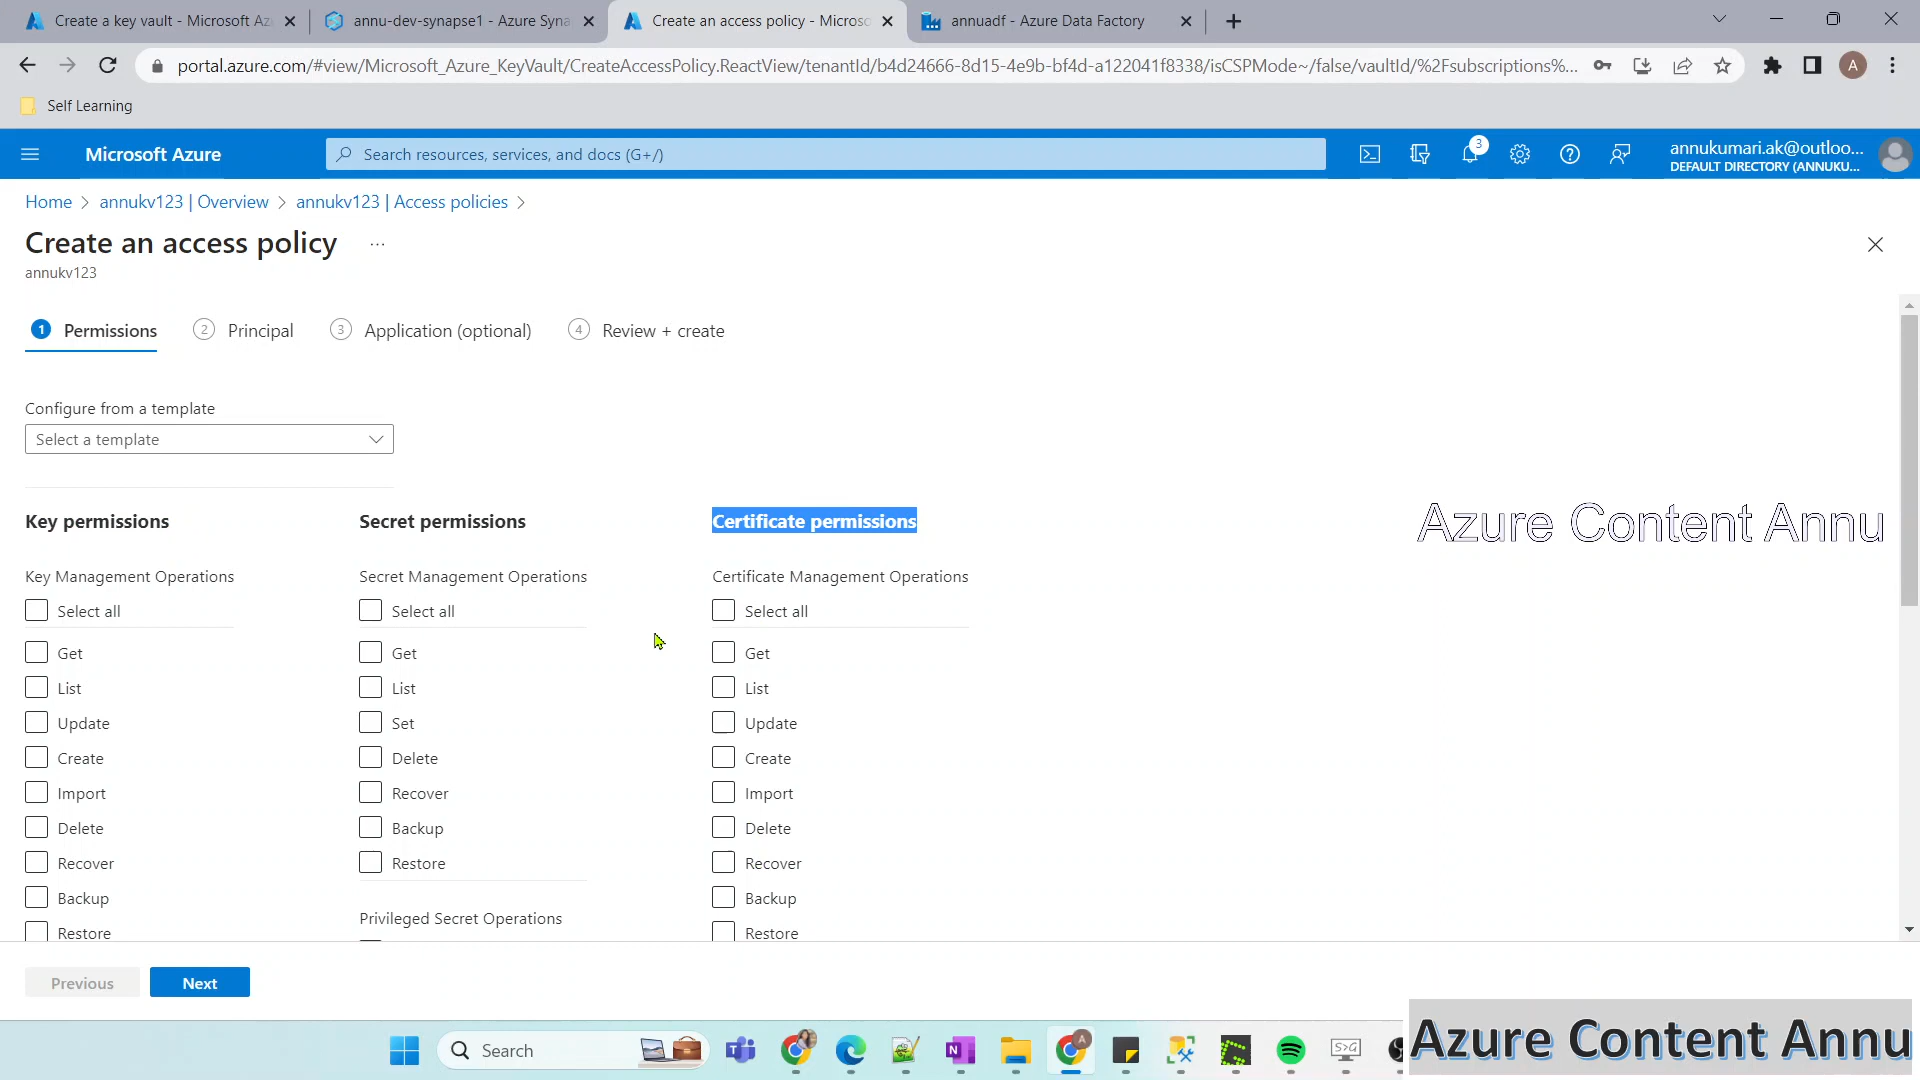 Create a key vault - Microsoft Az
annu-dev-synapse1 - Azure Syna
Create an access policy - Microso
annuadf - Azure Data Factory
portal.azure.com/#view/Microsoft_Azure_KeyVault/CreateAccessPolicy.ReactView/tenantId/b4d24666-8d15-4e9b-bf4d-a122041f8338/isCSPMode~/false/vaultId/%2Fsubscriptions%...
A
Self Learning
Microsoft Azure
Search resources, services, and docs (G+/)
3
annukumari.ak@outloo...
DEFAULT DIRECTORY (ANNUKU...
Home > annukv123 | Overview > annukv123 | Access policies >
Create an access policy ...
annukv123
1 Permissions
2 Principal
3 Application (optional)
4 Review + create
Configure from a template
Select a template
Key permissions
Key Management Operations
Select all
Get
List
Update
Create
Import
Delete
Recover
Backup
Restore
Secret permissions
Secret Management Operations
Select all
Get
List
Set
Delete
Recover
Backup
Restore
Privileged Secret Operations
Certificate permissions
Certificate Management Operations
Select all
Get
List
Update
Create
Import
Delete
Recover
Backup
Restore
Azure Content Annu
Previous
Next
Search
Azure Content Annu